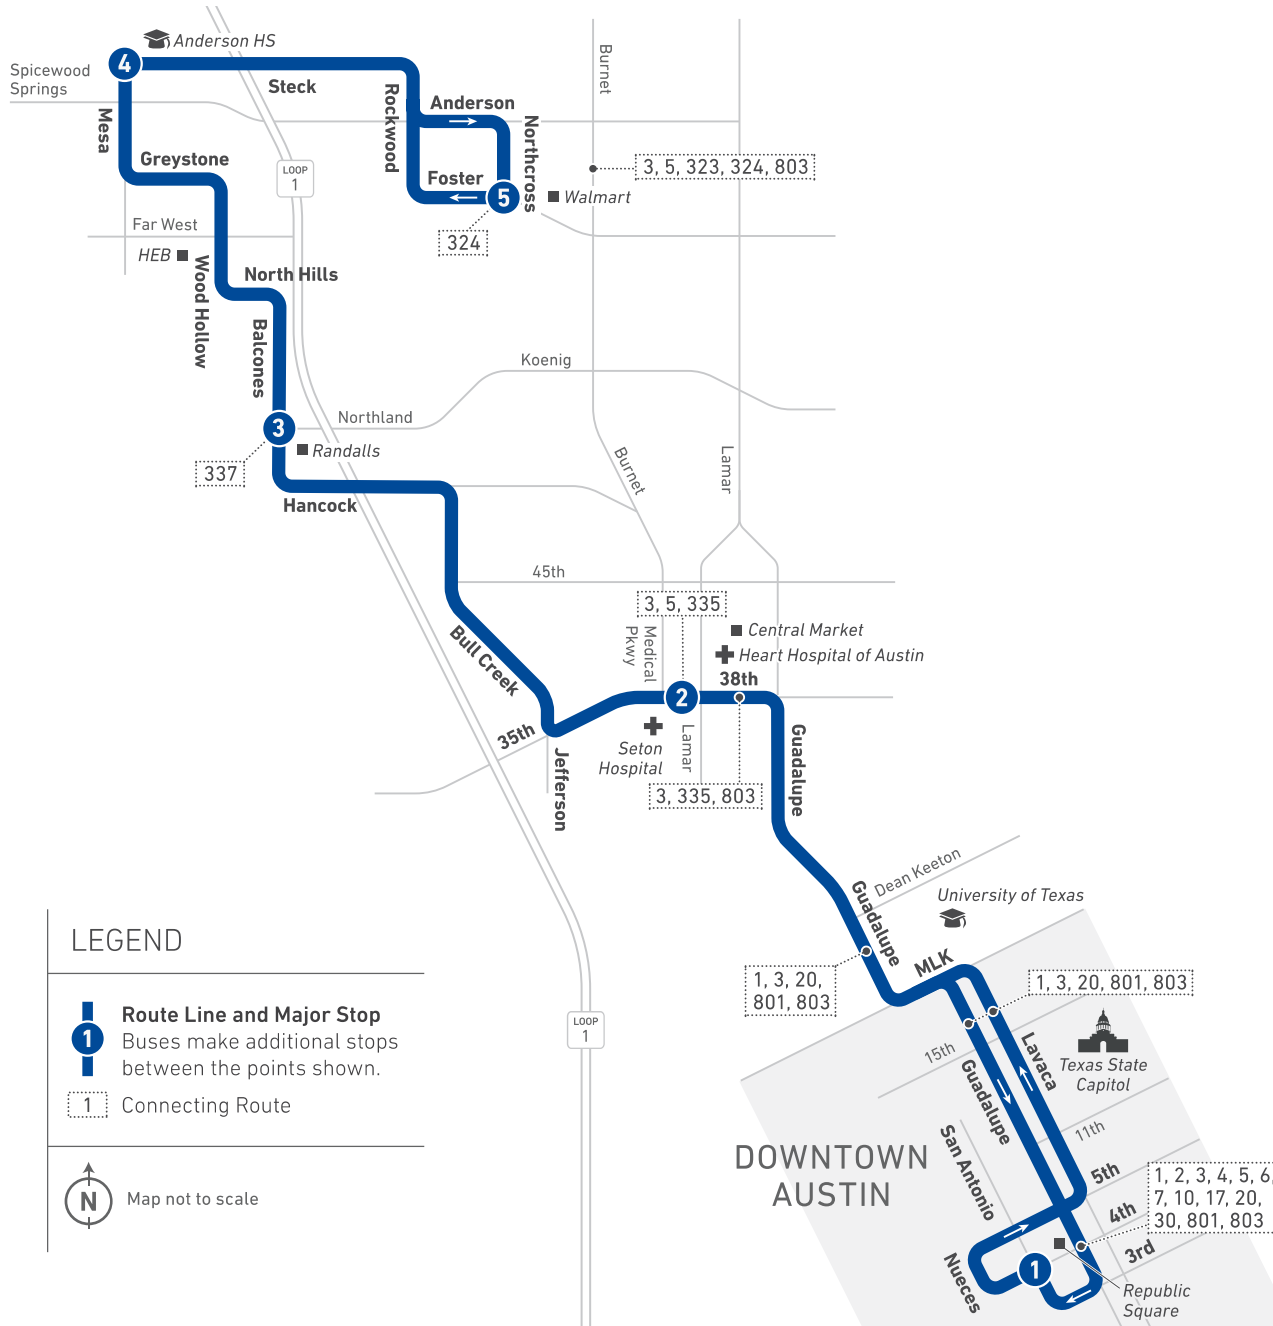 4
Anderson HS
Spicewood
Springs
Steck
Mesa
Rockwood
Anderson
Northcross
Burnet
Greystone
LOOP
1
Foster
5
Walmart
3, 5, 323, 324, 803
324
Far West
HEB
Wood Hollow
North Hills
Balcones
Koenig
Northland
3
Randalls
337
Hancock
Burnet
Lamar
45th
3, 5, 335
Medical
Pkwy
Central Market
Heart Hospital of Austin
38th
2
Bull Creek
35th
Jefferson
Seton
Hospital
Lamar
3, 335, 803
Guadalupe
Dean Keeton
Guadalupe
University of Texas
MLK
1, 3, 20,
801, 803
1, 3, 20, 801, 803
15th
Guadalupe
Lavaca
Texas State
Capitol
11th
San Antonio
DOWNTOWN
AUSTIN
5th
4th
3rd
1, 2, 3, 4, 5, 6,
7, 10, 17, 20,
30, 801, 803
Nueces
1
Republic
Square
LOOP
1
LEGEND
1
Route Line and Major Stop
Buses make additional stops
between the points shown.
1
Connecting Route
N
Map not to scale